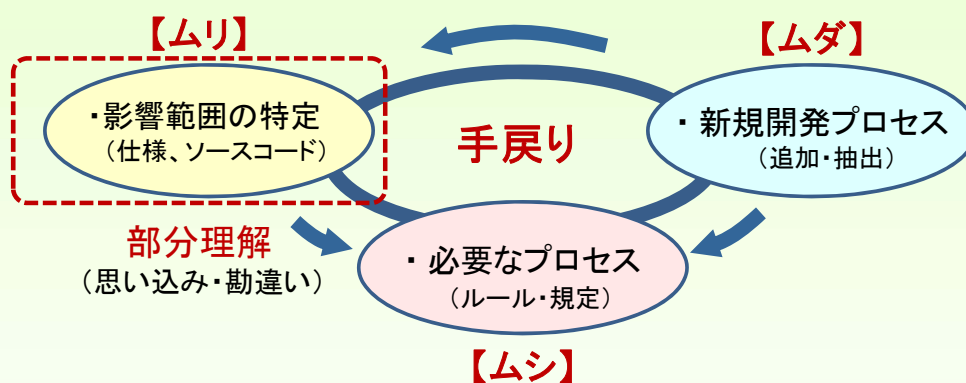 【ムリ】
【ムダ】
・影響範囲の特定
（仕様、ソースコード）
・新規開発プロセス
（追加・抽出）
手戻り
部分理解
（思い込み・勘違い）
・必要なプロセス
（ルール・規定）
【ムシ】